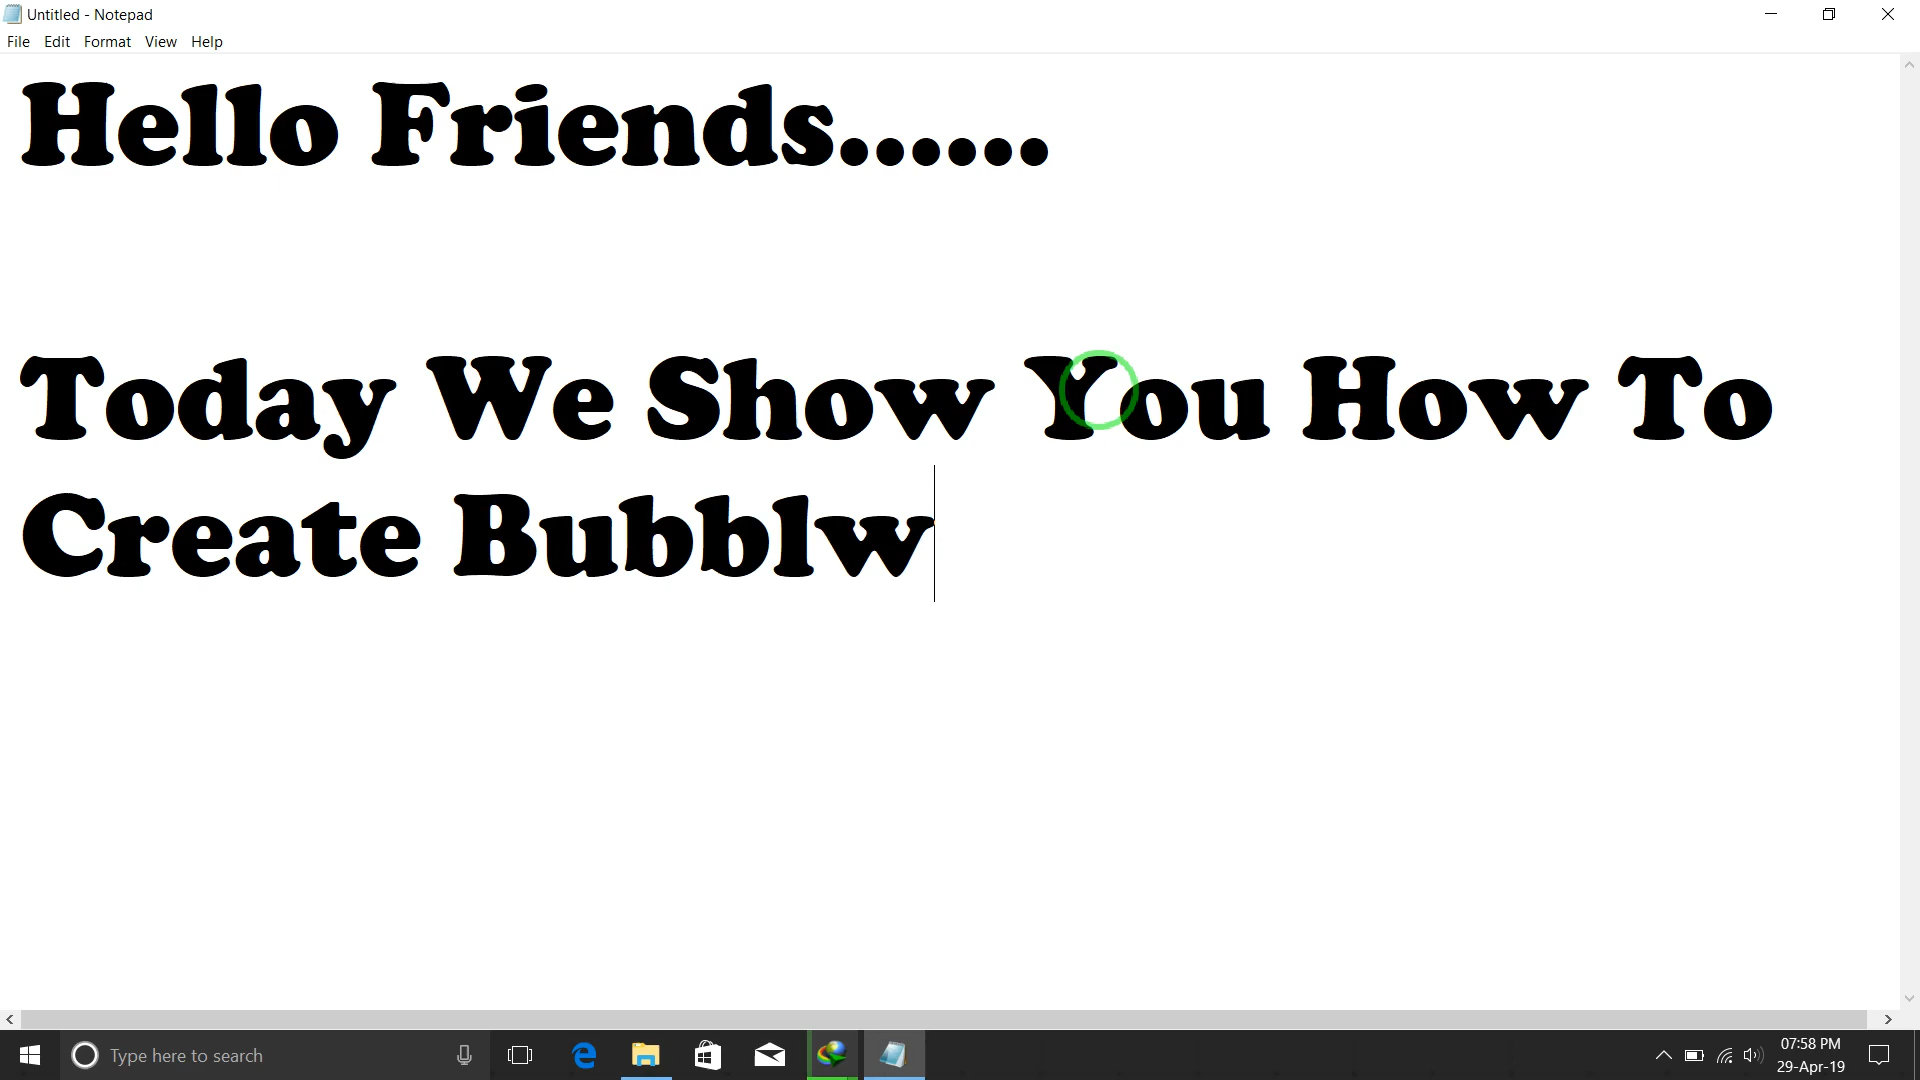 Untitled - Notepad
File Edit Format View Help
Hello Friends......
Today We Show You How To
Create Bubblw
Type here to search
07:58 PM
29-Apr-19